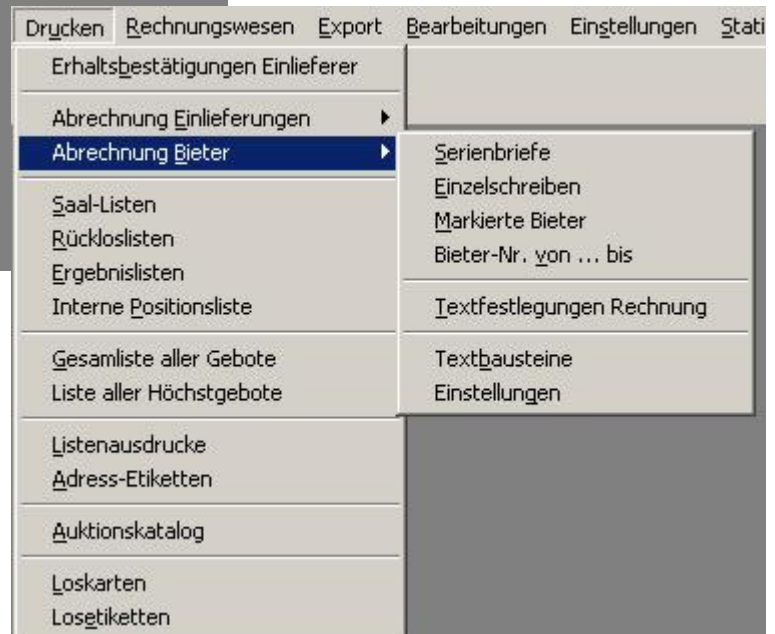 Drucken Rechnungswesen Export Bearbeitungen Einstellungen Stati
Erhaltsbestätigungen Einlieferer
Abrechnung Einlieferungen
Abrechnung Bieter
Saal-Listen
Rückloslisten
Ergebnislisten
Interne Positionsliste
Gesamliste aller Gebote
Liste aller Höchstgebote
Listenausdrucke
Adress-Etiketten
Auktionskatalog
Loskarten
Losetiketten
Serienbriefe
Einzelschreiben
Markierte Bieter
Bieter-Nr. von ... bis
Textfestlegungen Rechnung
Textbausteine
Einstellungen